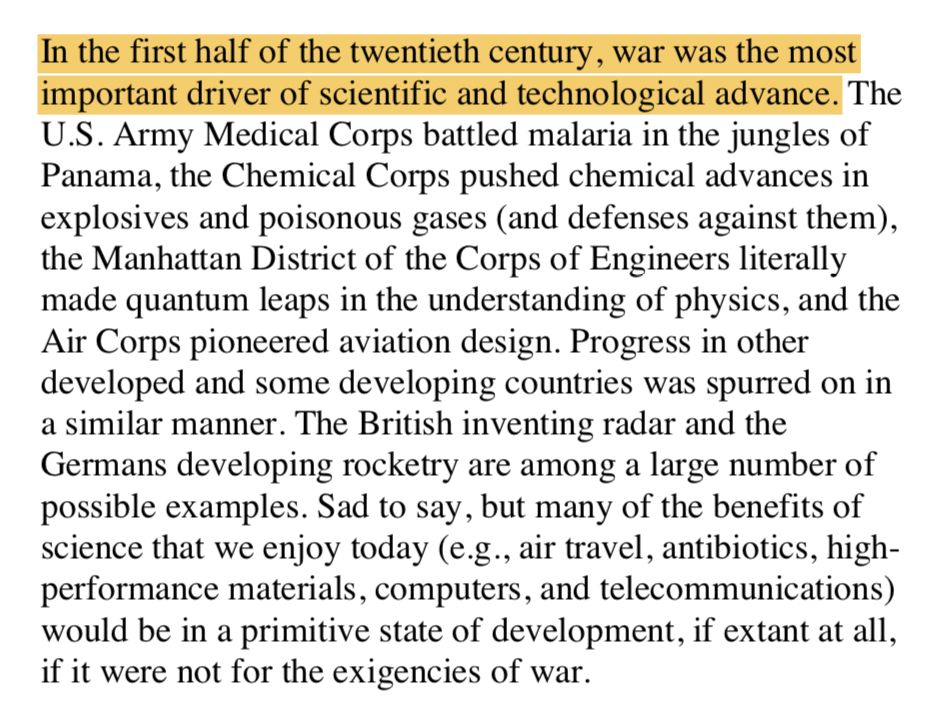 In the first half of the twentieth century, war was the most
important driver of scientific and technological advance. The
U.S. Army Medical Corps battled malaria in the jungles of
Panama, the Chemical Corps pushed chemical advances in
explosives and poisonous gases (and defenses against them),
the Manhattan District of the Corps of Engineers literally
made quantum leaps in the understanding of physics, and the
Air Corps pioneered aviation design. Progress in other
developed and some developing countries was spurred on in
a similar manner. The British inventing radar and the
Germans developing rocketry are among a large number of
possible examples. Sad to say, but many of the benefits of
science that we enjoy today (e.g., air travel, antibiotics, high-
performance materials, computers, and telecommunications)
would be in a primitive state of development, if extant at all,
if it were not for the exigencies of war.